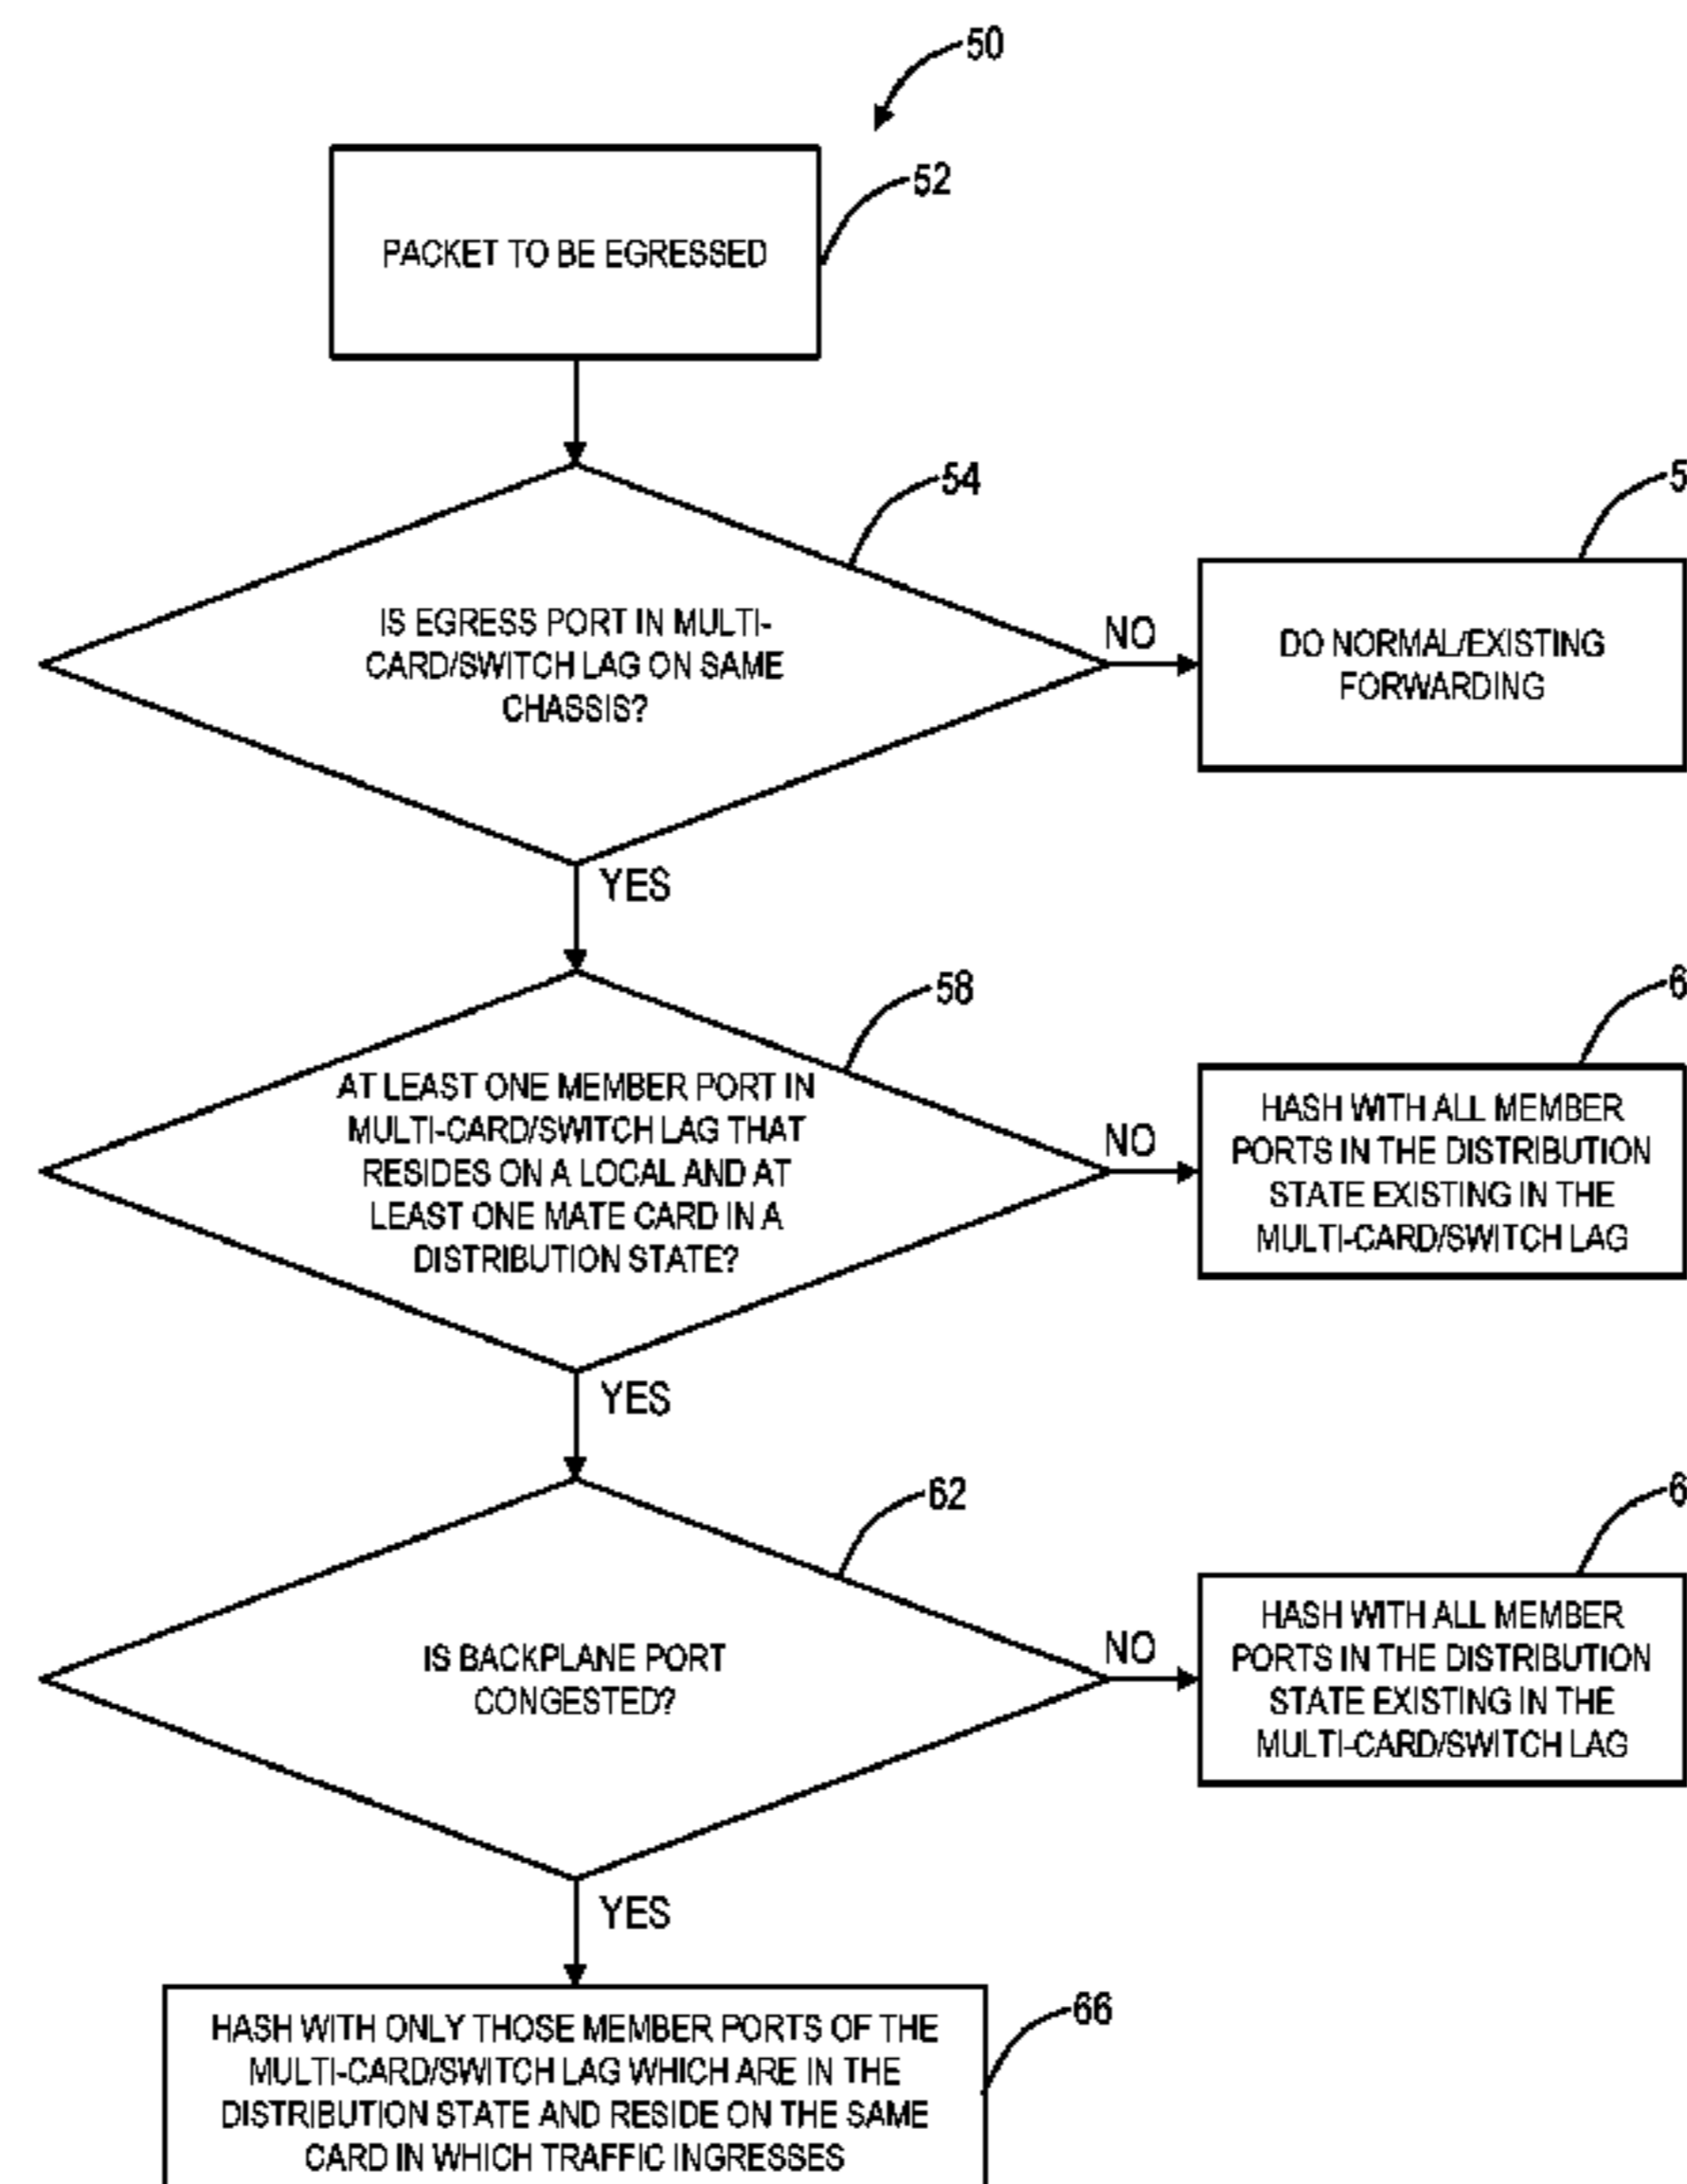 50
52
PACKET TO BE EGRESSED
54
IS EGRESS PORT IN MULTI-
CARD/SWITCH LAG ON SAME
CHASSIS?
NO
5
DO NORMAL/EXISTING
FORWARDING
YES
58
AT LEAST ONE MEMBER PORT IN
MULTI-CARD/SWITCH LAG THAT
RESIDES ON A LOCAL AND AT
LEAST ONE MATE CARD IN A
DISTRIBUTION STATE?
NO
6
HASH WITH ALL MEMBER
PORTS IN THE DISTRIBUTION
STATE EXISTING IN THE
MULTI-CARD/SWITCH LAG
YES
62
IS BACKPLANE PORT
CONGESTED?
NO
6
HASH WITH ALL MEMBER
PORTS IN THE DISTRIBUTION
STATE EXISTING IN THE
MULTI-CARD/SWITCH LAG
YES
66
HASH WITH ONLY THOSE MEMBER PORTS OF THE
MULTI-CARD/SWITCH LAG WHICH ARE IN THE
DISTRIBUTION STATE AND RESIDE ON THE SAME
CARD IN WHICH TRAFFIC INGRESSES